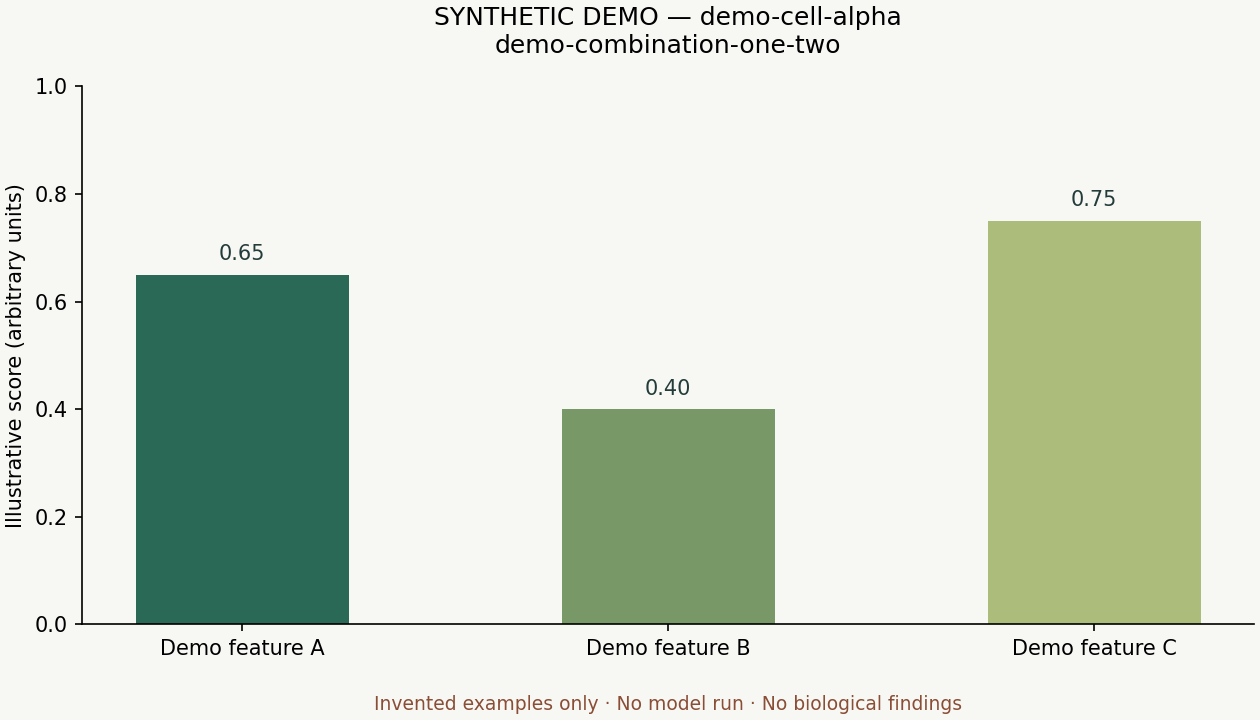 SYNTHETIC DEMO — demo-cell-alpha
demo-combination-one-two
Illustrative score (arbitrary units)
1.0
0.8
0.6
0.4
0.2
0.0
0.65
0.40
0.75
Demo feature A
Demo feature B
Demo feature C
Invented examples only · No model run · No biological findings